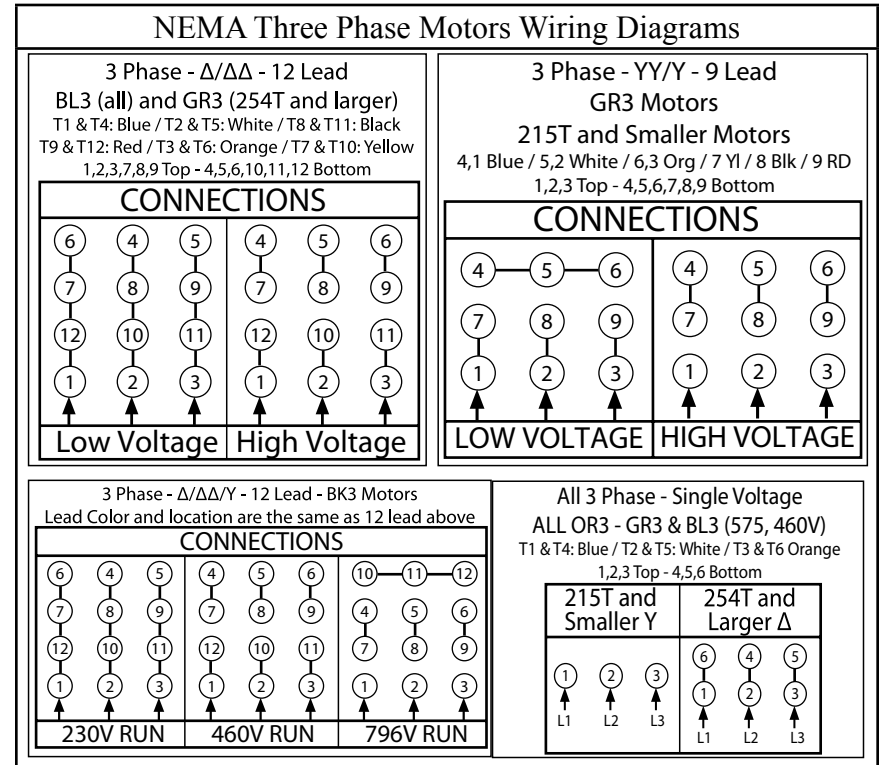 NEMA Three Phase Motors Wiring Diagrams
3 Phase - Δ/ΔΔ - 12 Lead
BL3 (all) and GR3 (254T and larger)
T1 & T4: Blue / T2 & T5: White / T8 & T11: Black
T9 & T12: Red / T3 & T6: Orange / T7 & T10: Yellow
1,2,3,7,8,9 Top - 4,5,6,10,11,12 Bottom
CONNECTIONS
6 4 5 4 5 6
7 8 9 7 8 9
12 10 11 12 10 11
1 2 3 1 2 3
Low Voltage High Voltage
3 Phase - YY/Y - 9 Lead
GR3 Motors
215T and Smaller Motors
4,1 Blue / 5,2 White / 6,3 Org / 7 Yl / 8 Blk / 9 RD
1,2,3 Top - 4,5,6,7,8,9 Bottom
CONNECTIONS
4 5 6 4 5 6
7 8 9 7 8 9
1 2 3 1 2 3
LOW VOLTAGE HIGH VOLTAGE
3 Phase - Δ/ΔΔ/Y - 12 Lead - BK3 Motors
Lead Color and location are the same as 12 lead above
CONNECTIONS
6 4 5 4 5 6 10 11 12
7 8 9 7 8 9 4 5 6
12 10 11 12 10 11 7 8 9
1 2 3 1 2 3 1 2 3
230V RUN 460V RUN 796V RUN
All 3 Phase - Single Voltage
ALL OR3 - GR3 & BL3 (575, 460V)
T1 & T4: Blue / T2 & T5: White / T3 & T6 Orange
1,2,3 Top - 4,5,6 Bottom
215T and 254T and
Smaller Y Larger Δ
6 4 5
1 2 3 1 2 3
L1 L2 L3 L1 L2 L3